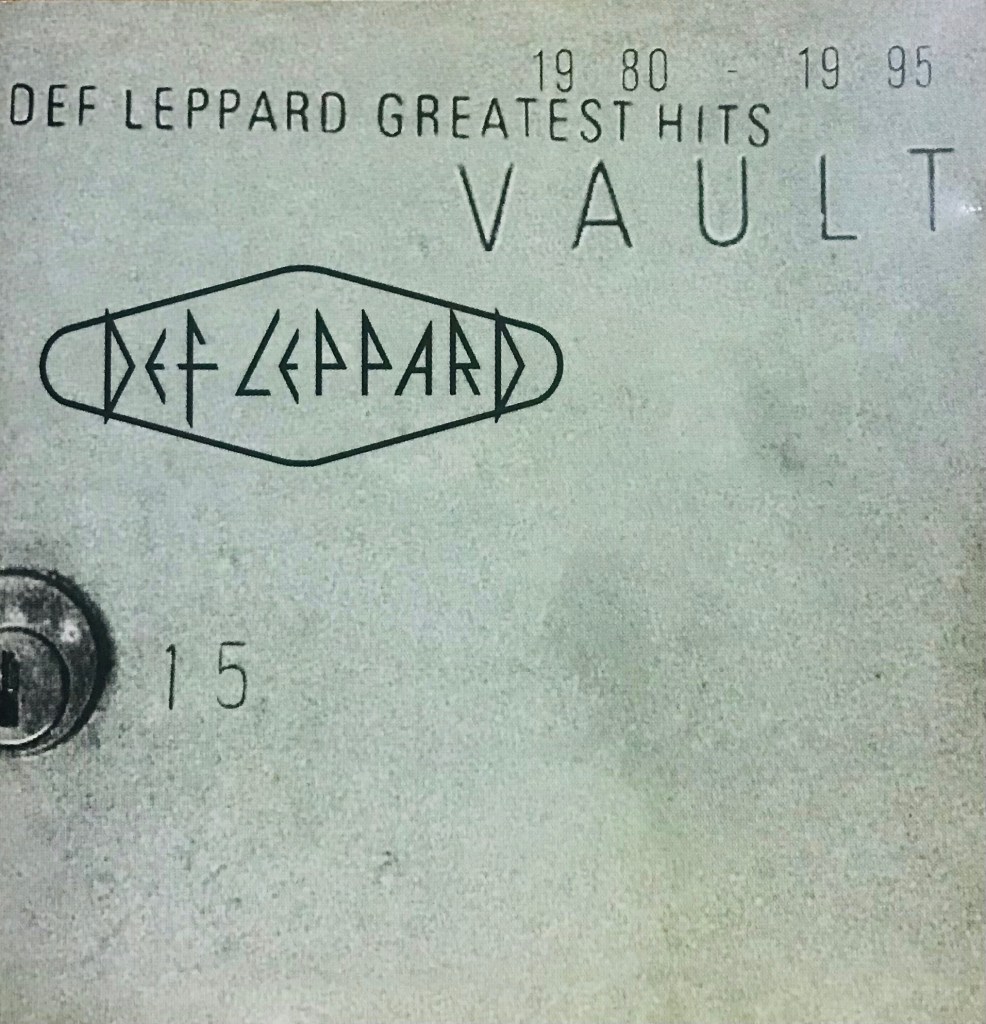 19 80 - 19 95
DEF LEPPARD GREATEST HITS
VAULT
DEF LEPPARD
15